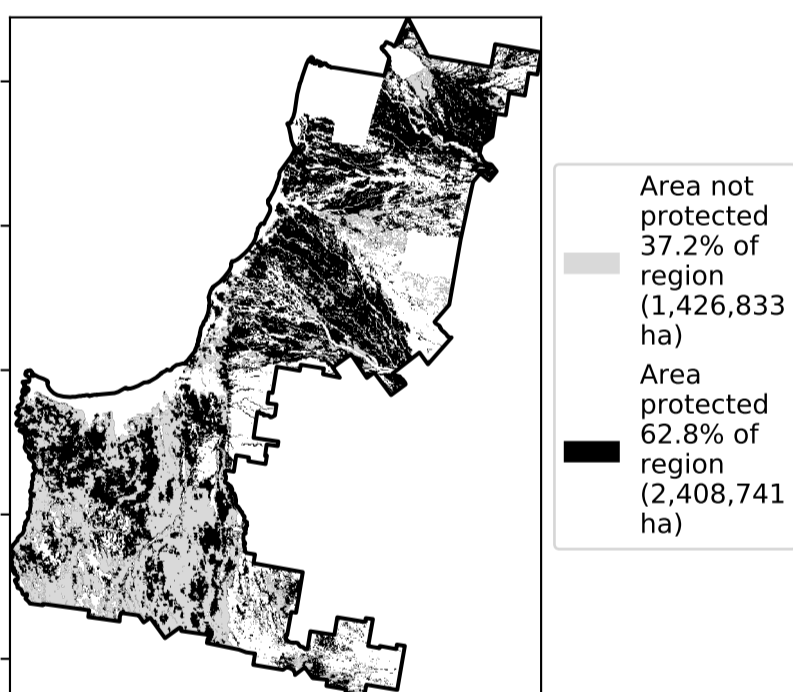 Area not
protected
37.2% of
region
(1,426,833
ha)
Area
protected
62.8% of
region
(2,408,741
ha)